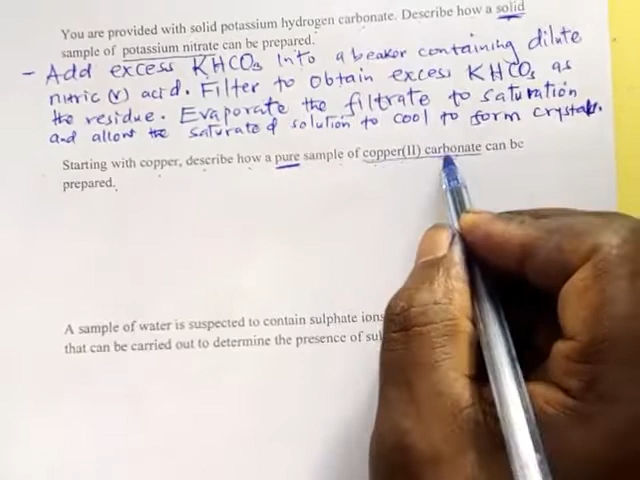 You are provided with solid potassium hydrogen carbonate. Describe how a solid
sample of potassium nitrate can be prepared.
- Add excess KHCO3 into a beaker containing dilute
nitric (v) acid. Filter to obtain excess KHCO3 as
the residue. Evaporate the filtrate to saturation
and allow the saturated solution to cool to form crystals.
Starting with copper, describe how a pure sample of copper(II) carbonate can be
prepared.
A sample of water is suspected to contain sulphate ions
that can be carried out to determine the presence of sul